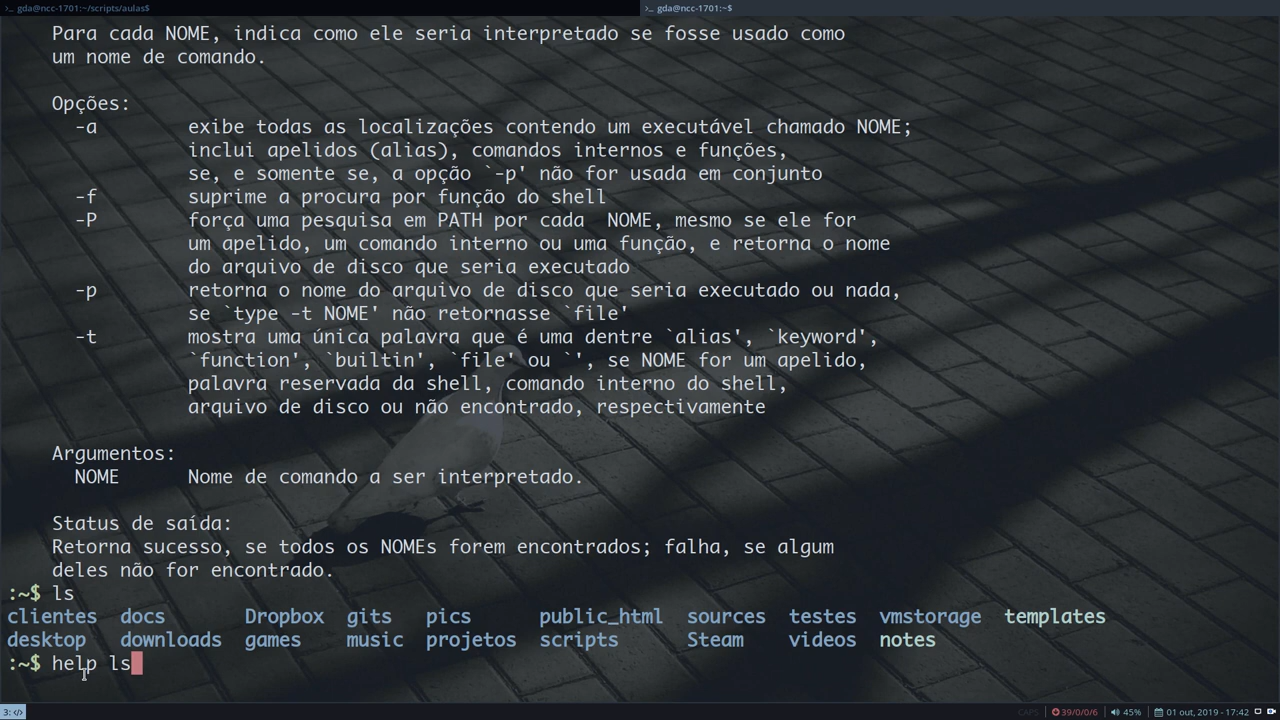 gda@ncc-1701:~/scripts/aulas$
gda@ncc-1701:~$
Para cada NOME, indica como ele seria interpretado se fosse usado como
um nome de comando.
Opções:
-a exibe todas as localizações contendo um executável chamado NOME;
inclui apelidos (alias), comandos internos e funções,
se, e somente se, a opção `-p' não for usada em conjunto
-f suprime a procura por função do shell
-P força uma pesquisa em PATH por cada  NOME, mesmo se ele for
um apelido, um comando interno ou uma função, e retorna o nome
do arquivo de disco que seria executado
-p retorna o nome do arquivo de disco que seria executado ou nada,
se `type -t NOME' não retornasse `file'
-t mostra uma única palavra que é uma dentre `alias', `keyword',
`function', `builtin', `file' ou `', se NOME for um apelido,
palavra reservada da shell, comando interno do shell,
arquivo de disco ou não encontrado, respectivamente
Argumentos:
NOME Nome de comando a ser interpretado.
Status de saída:
Retorna sucesso, se todos os NOMEs forem encontrados; falha, se algum
deles não for encontrado.
:~$ ls
clientes docs Dropbox gits pics public_html sources testes vmstorage templates
desktop downloads games music projetos scripts Steam videos notes
:~$ help ls
3: </> CAPS 39/0/0/6 45% 01 out, 2019 - 17:42